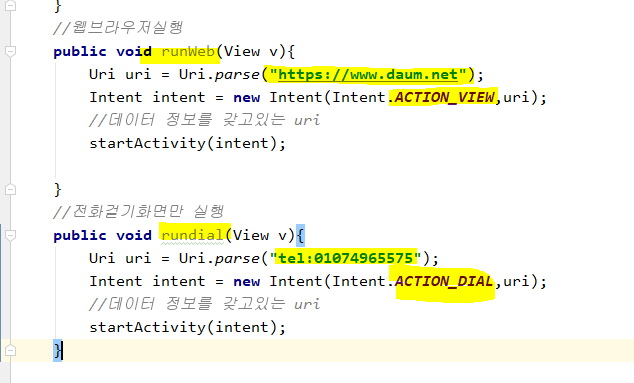 }
//웹브라우저실행
public void runWeb(View v){
Uri uri = Uri.parse("https://www.daum.net");
Intent intent = new Intent(Intent.ACTION_VIEW,uri);
//데이터 정보를 갖고있는 uri
startActivity(intent);
}
//전화걸기화면만 실행
public void rundial(View v){
Uri uri = Uri.parse("tel:01074965575");
Intent intent = new Intent(Intent.ACTION_DIAL,uri);
//데이터 정보를 갖고있는 uri
startActivity(intent);
}